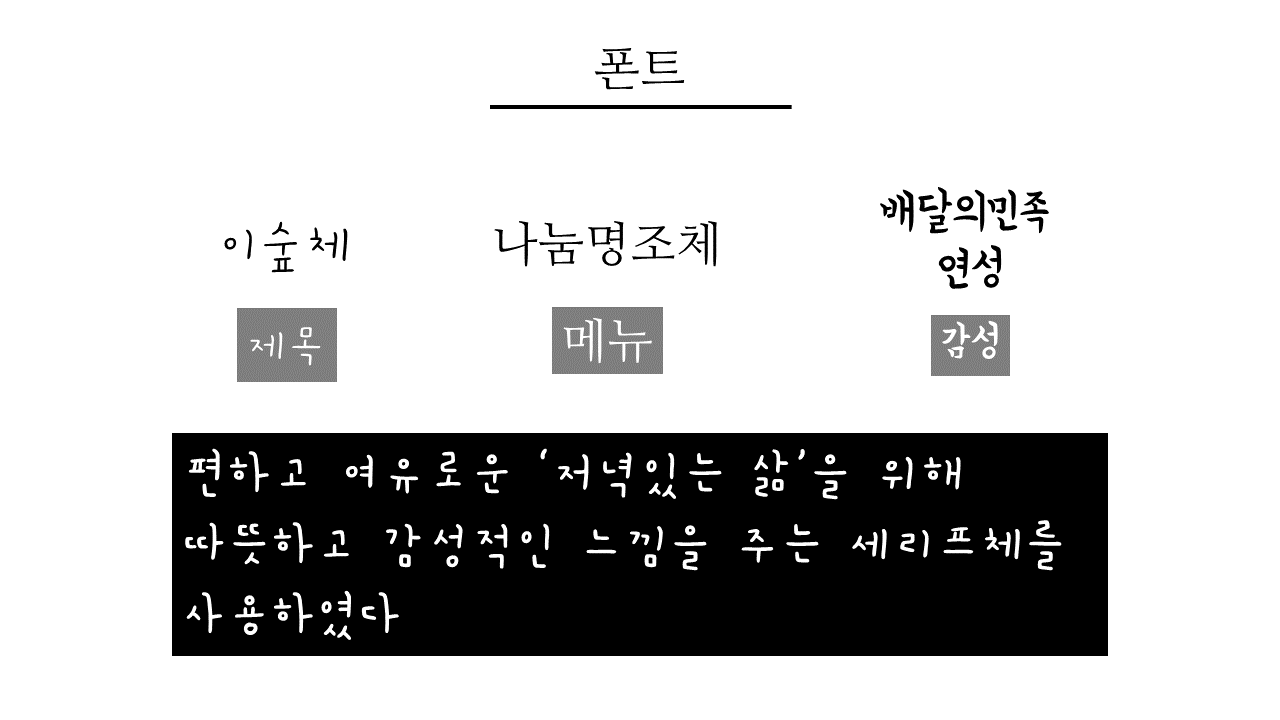 폰트
이숲체
나눔명조체
배달의민족
연성
제목
메뉴
감성
편하고 여유로운 ‘저녁있는 삶’을 위해
따뜻하고 감성적인 느낌을 주는 세리프체를
사용하였다